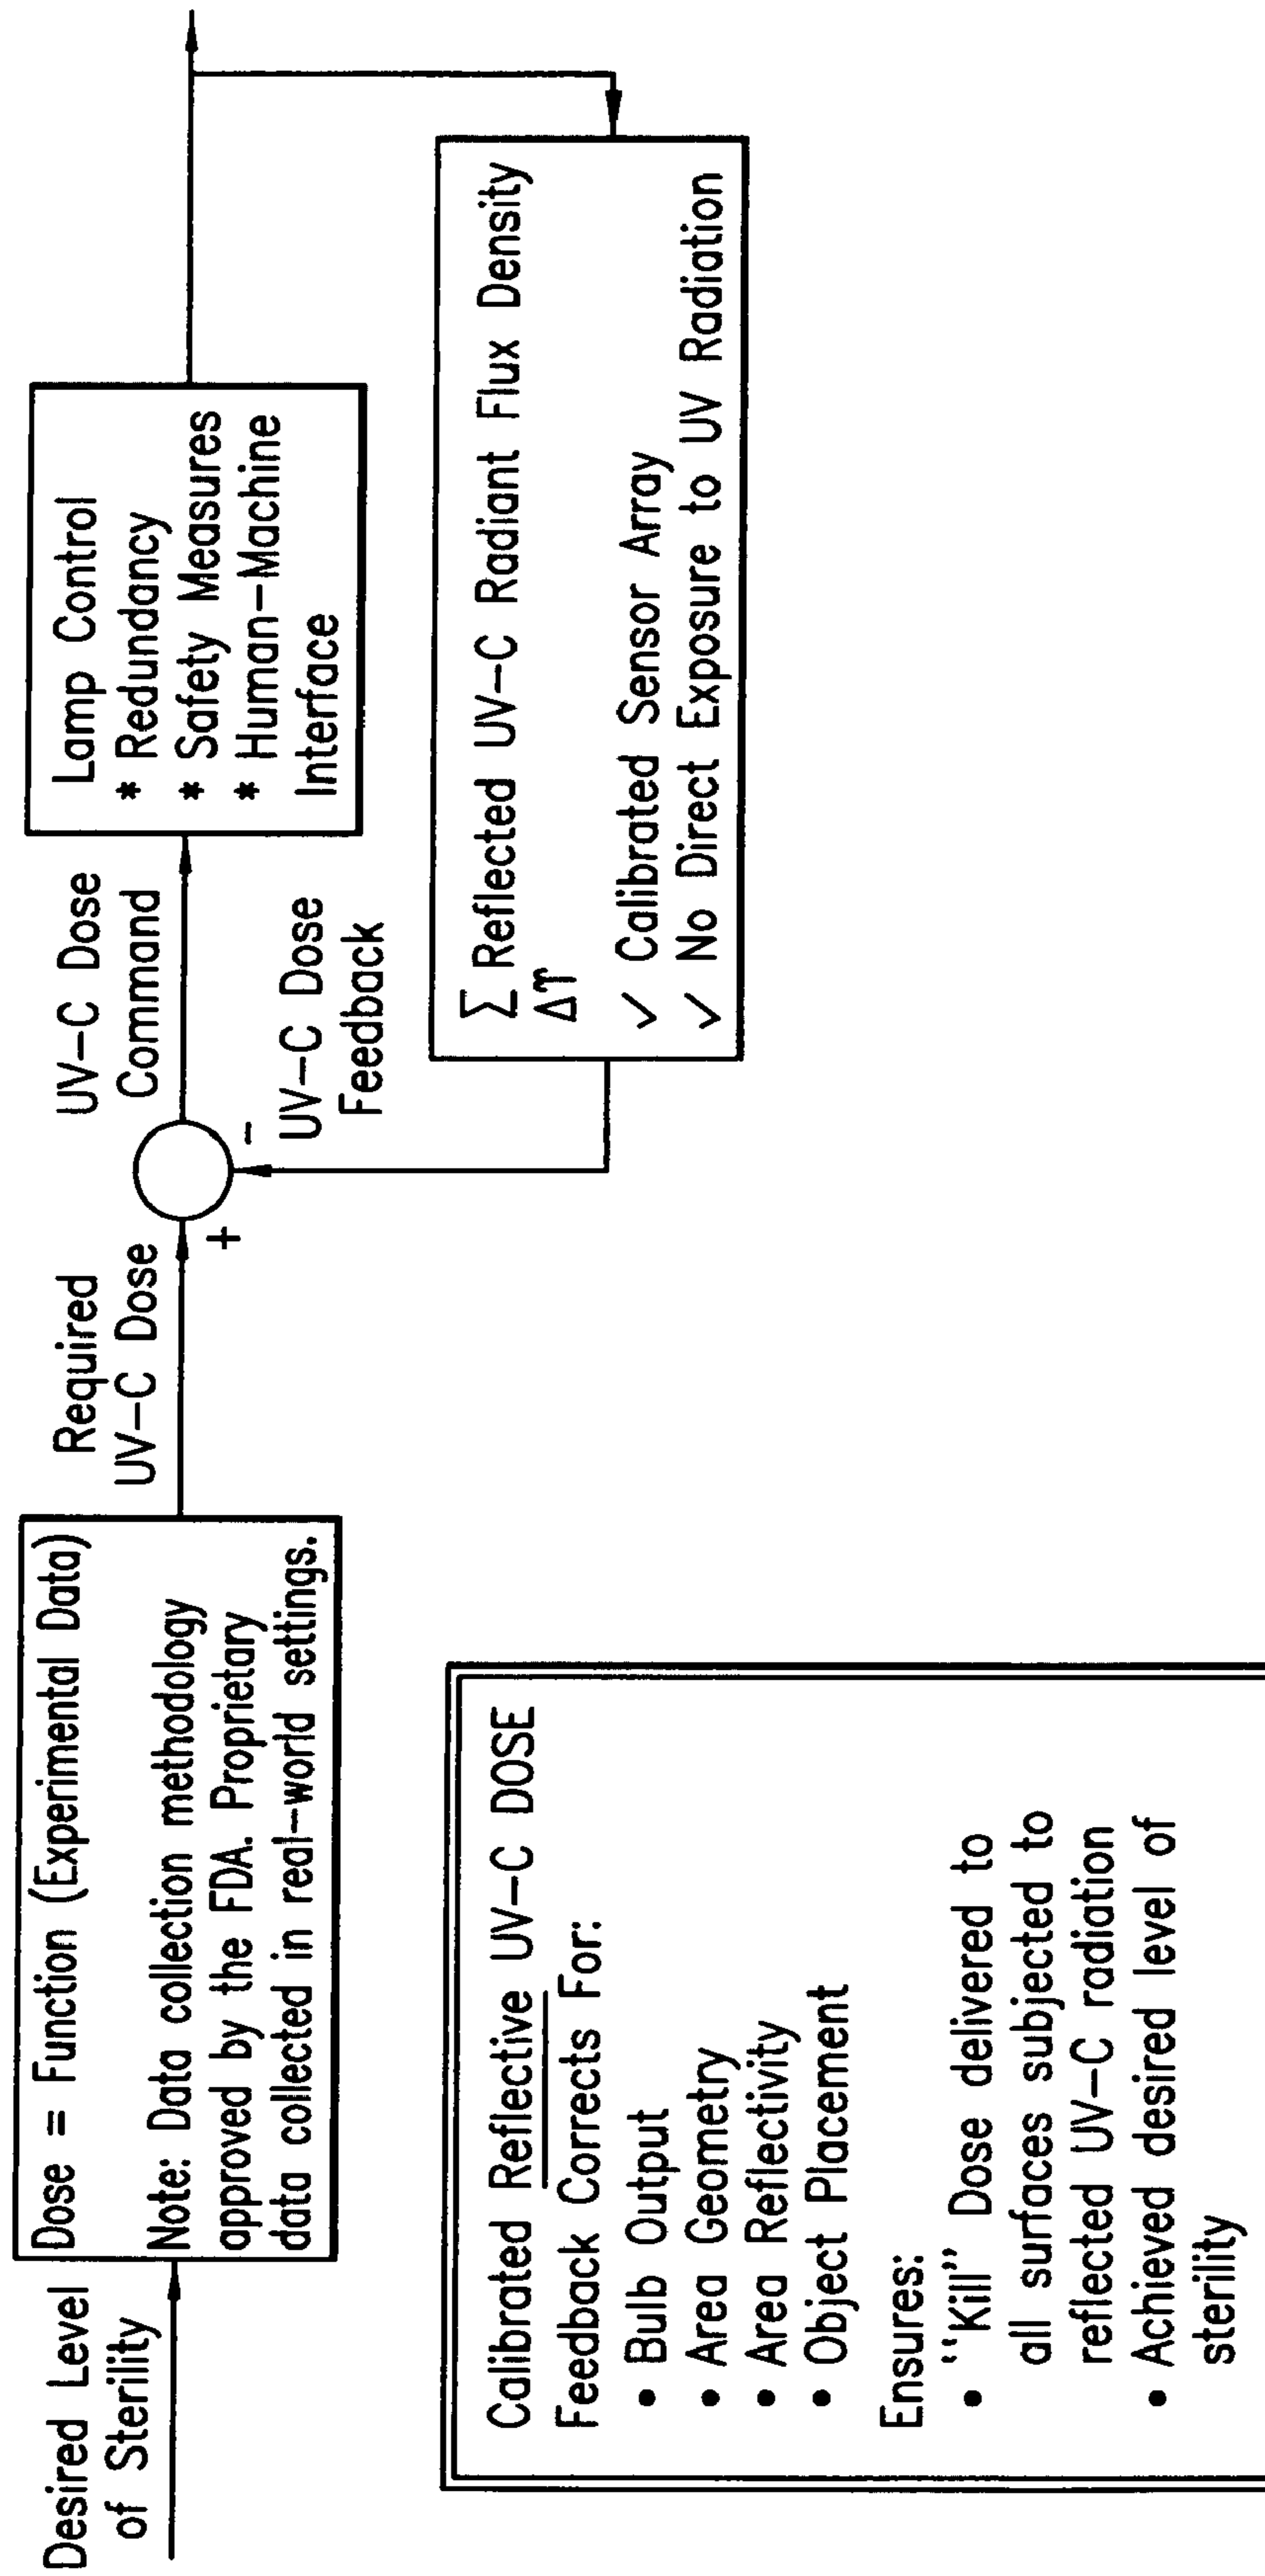 Desired Level
of Sterility
Dose = Function (Experimental Data)
Note: Data collection methodology
approved by the FDA. Proprietary
data collected in real-world settings.
Required
UV-C Dose
+
-
UV-C Dose
Command
UV-C Dose
Feedback
Lamp Control
* Redundancy
* Safety Measures
* Human-Machine
Interface
Σ Reflected UV-C Radiant Flux Density
ΔT
✓ Calibrated Sensor Array
✓ No Direct Exposure to UV Radiation
Calibrated Reflective UV-C DOSE
Feedback Corrects For:
• Bulb Output
• Area Geometry
• Area Reflectivity
• Object Placement
Ensures:
• "Kill" Dose delivered to
all surfaces subjected to
reflected UV-C radiation
• Achieved desired level of
sterility